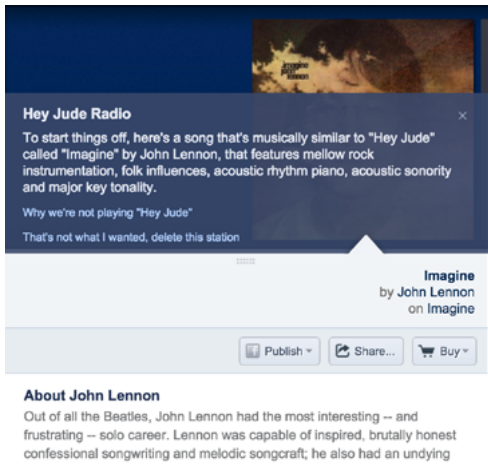 imagine
john
lennon
Hey Jude Radio
To start things off, here's a song that's musically similar to "Hey Jude"
called "Imagine" by John Lennon, that features mellow rock
instrumentation, folk influences, acoustic rhythm piano, acoustic sonority
and major key tonality.
Why we're not playing "Hey Jude"
That's not what I wanted, delete this station
Imagine
by John Lennon
on Imagine
Publish
Share...
Buy
About John Lennon
Out of all the Beatles, John Lennon had the most interesting -- and
frustrating -- solo career. Lennon was capable of inspired, brutally honest
confessional songwriting and melodic songcraft; he also had an undying